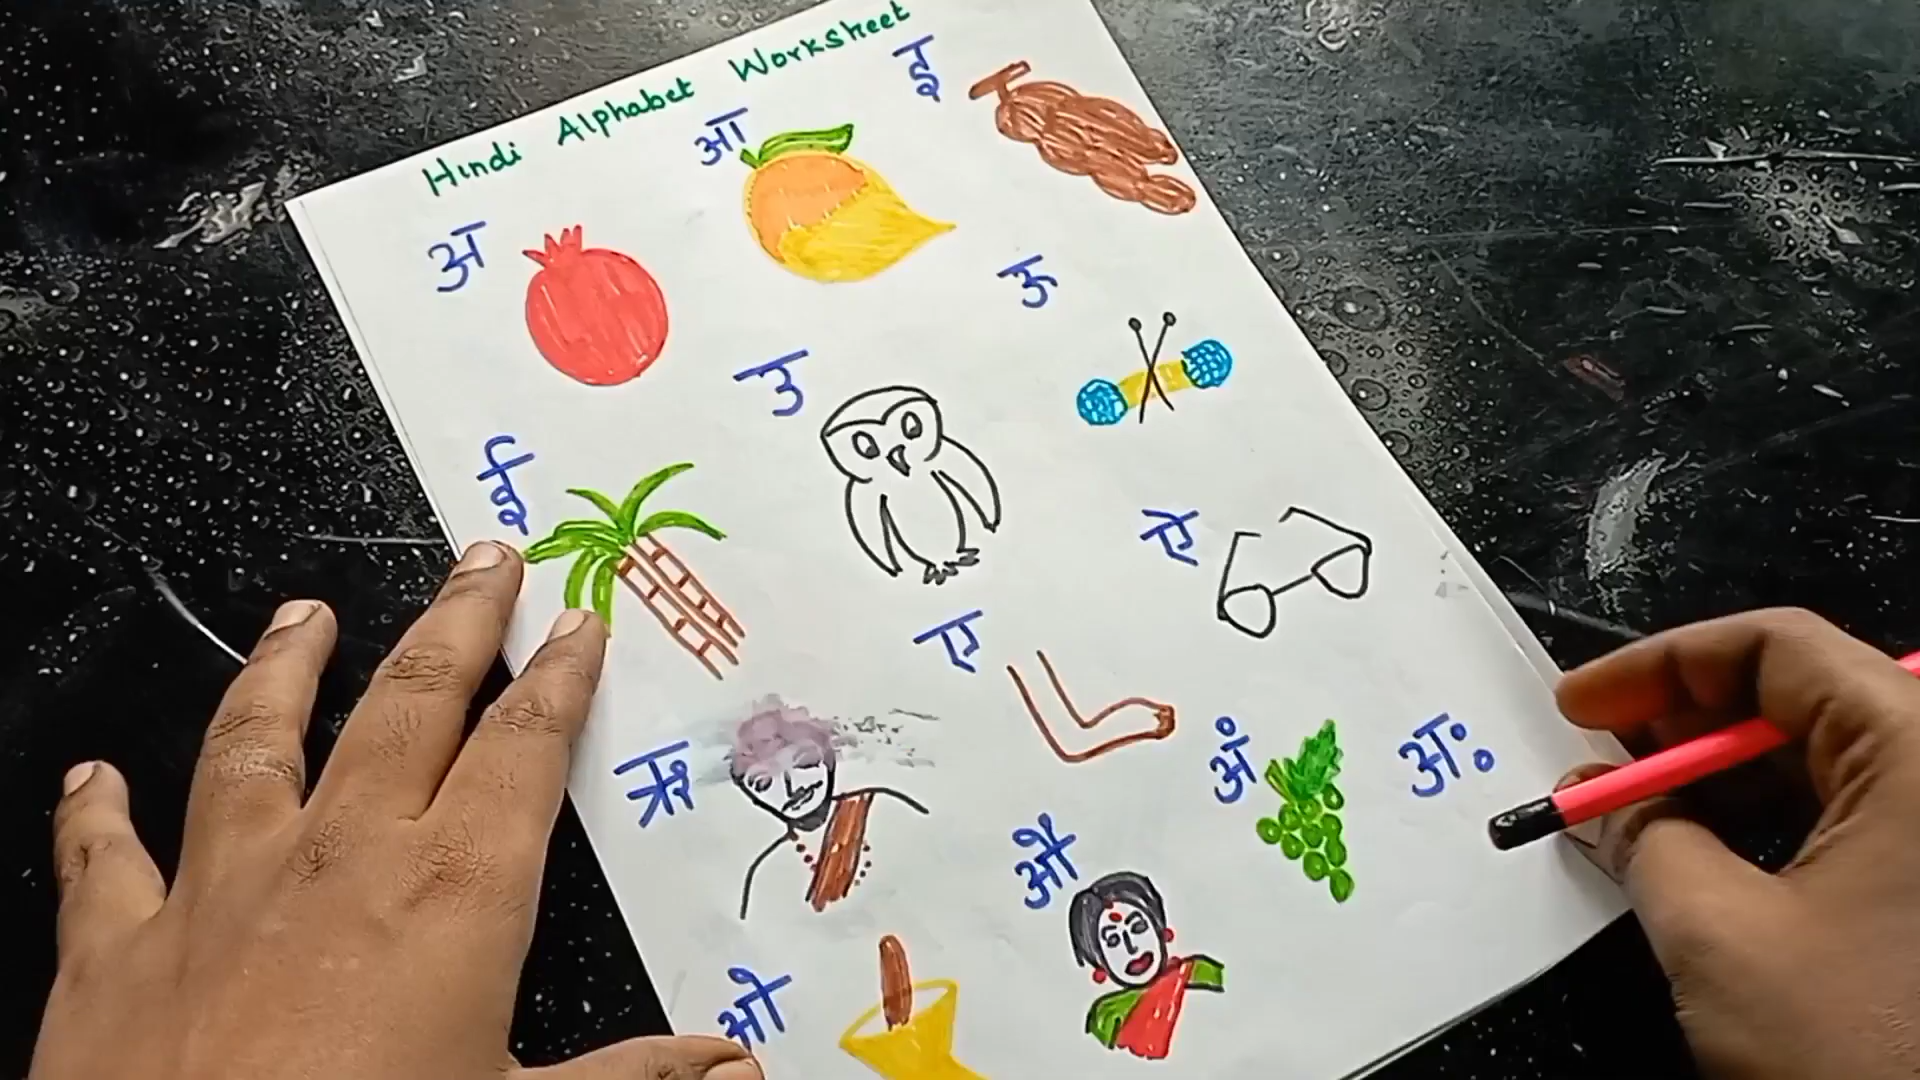 Hindi Alphabet Worksheet
अ
आ
इ
ई
उ
ऊ
ऋ
ए
ऐ
ओ
औ
अं
अः